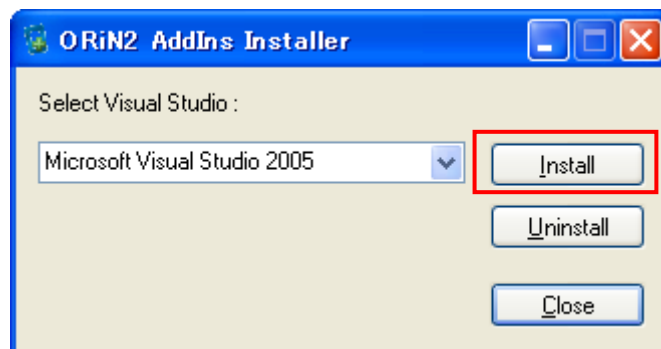 ORiN2 AddIns Installer
Select Visual Studio :
Microsoft Visual Studio 2005
Install
Uninstall
Close